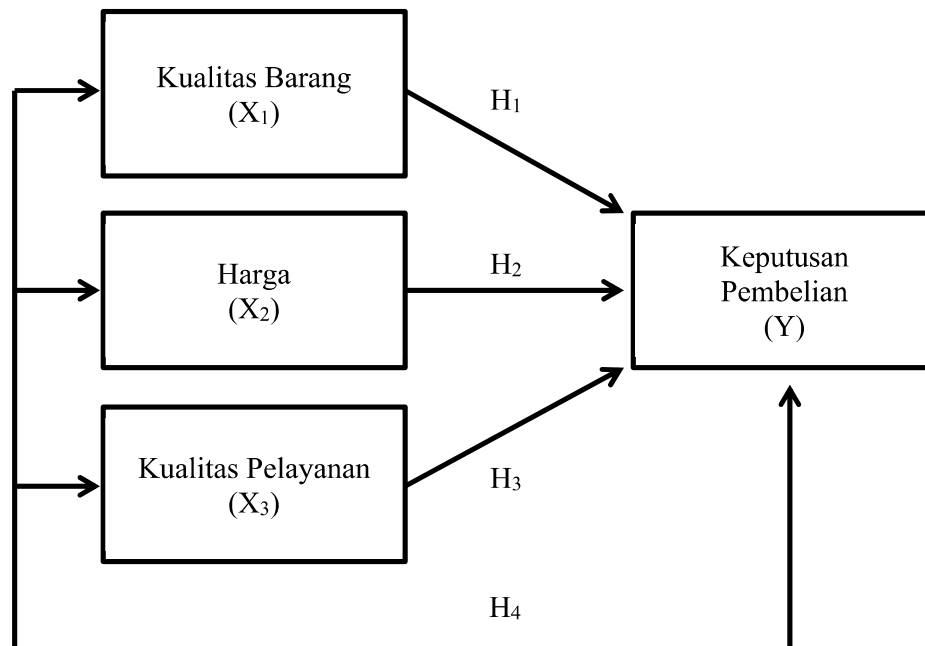 Kualitas Barang
(X₁)
H₁
Harga
(X₂)
H₂
Keputusan
Pembelian
(Y)
Kualitas Pelayanan
(X₃)
H₃
H₄